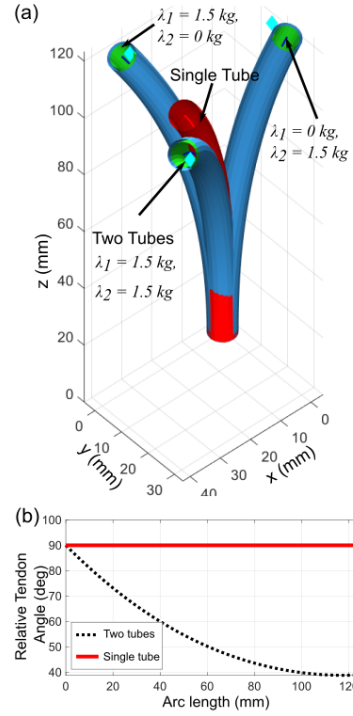 (a)
λ1 = 1.5 kg,
λ2 = 0 kg
Single Tube
λ1 = 0 kg,
λ2 = 1.5 kg
Two Tubes
λ1 = 1.5 kg,
λ2 = 1.5 kg
120
100
80
60
40
20
0
z (mm)
0
10
20
30
y (mm)
0
10
20
30
40
x (mm)
(b)
Relative Tendon
Angle (deg)
100
90
80
70
60
50
40
Two tubes
Single tube
0 20 40 60 80 100 120
Arc length (mm)